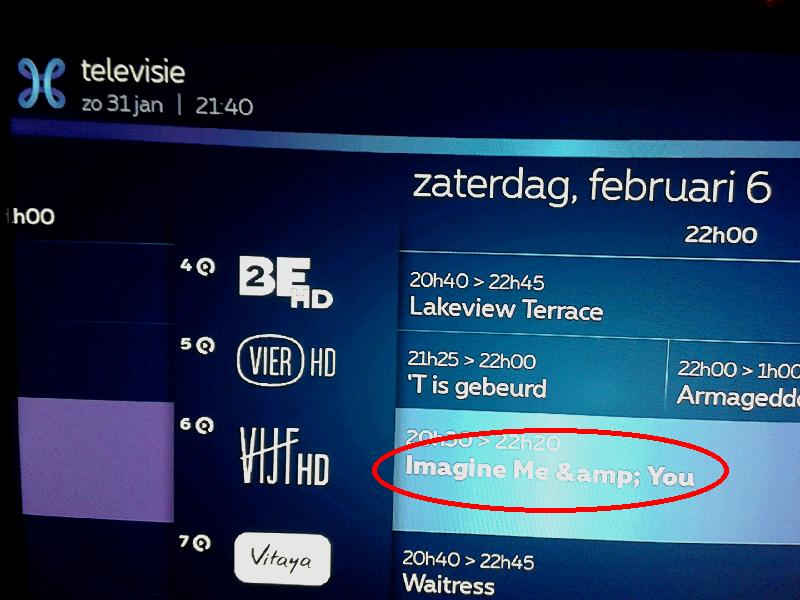 televisie
zo 31 jan | 21:40
zaterdag, februari 6
22h00
4 2BE HD
20h40 > 22h45
Lakeview Terrace
5 VIER HD
21h25 > 22h00
'T is gebeurd
22h00 > 1h00
6 VIJF HD
20h30 > 22h20
Imagine Me &amp; You
7 Vitaya
20h40 > 22h45
Waitress